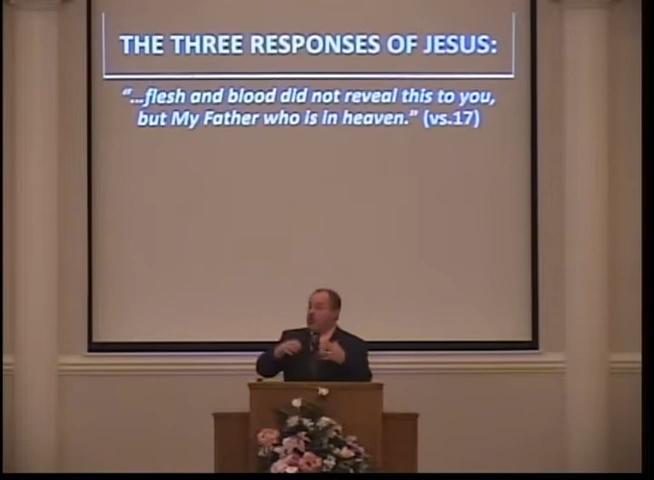 THE THREE RESPONSES OF JESUS:
“...flesh and blood did not reveal this to you,
but My Father who is in heaven.” (vs.17)